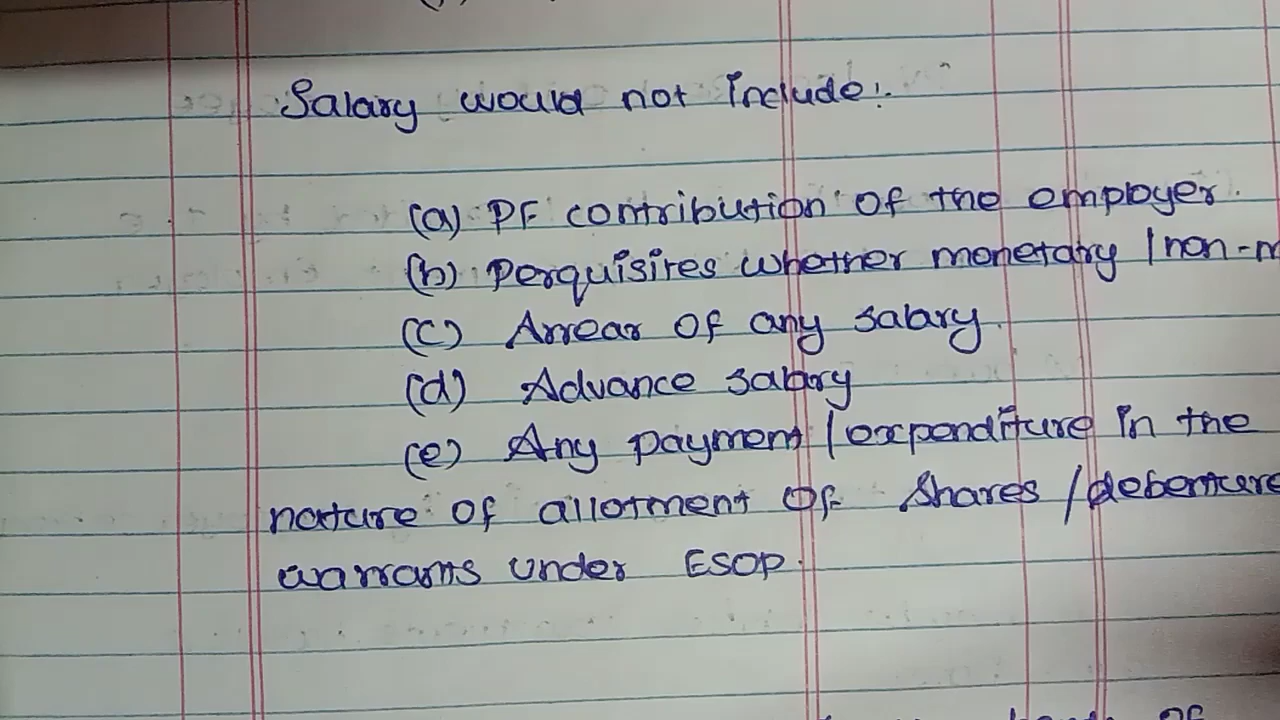 Salary would not include:-
(a) PF contribution of the employer.
(b) Perquisites whether monetary / non-m
(c) Arrear of any salary.
(d) Advance salary
(e) Any payment / expenditure in the
nature of allotment of shares / debenture
warrants under ESOP.
of